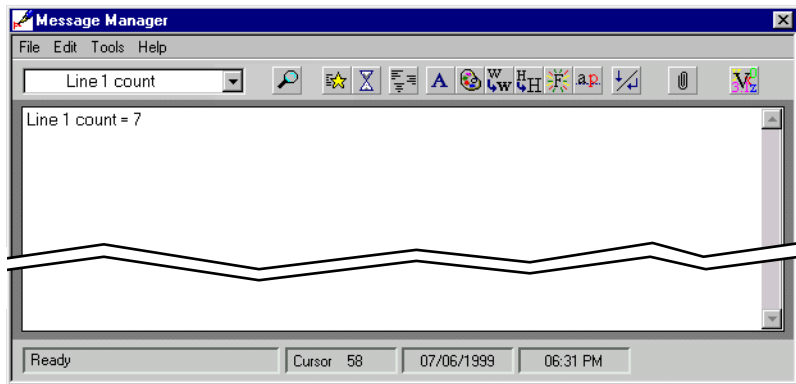 Message Manager
File Edit Tools Help
Line 1 count
A W W H H F a.p.
Line 1 count = 7
Ready Cursor 58 07/06/1999 06:31 PM